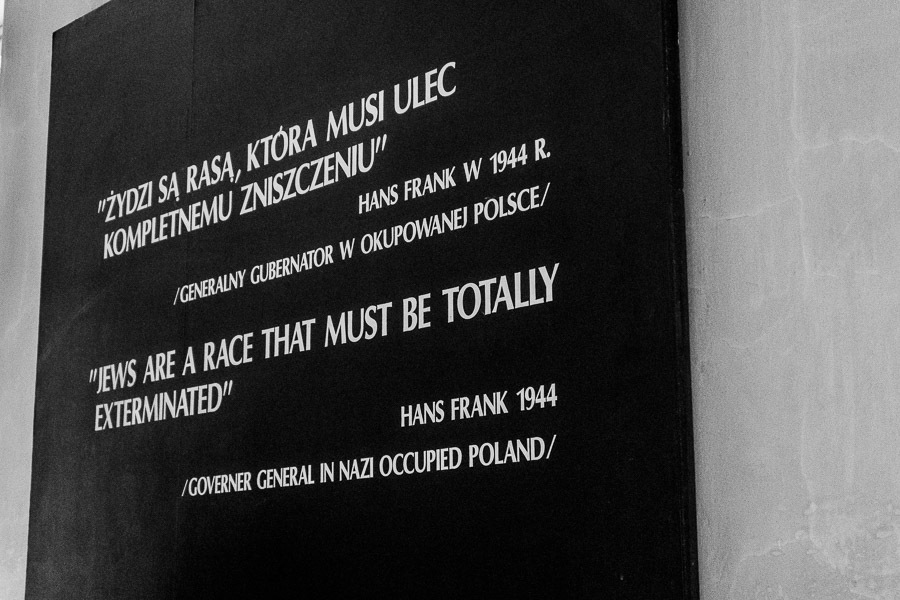 "ŻYDZI SĄ RASĄ, KTÓRA MUSI ULEC
KOMPLETNEMU ZNISZCZENIU"
HANS FRANK W 1944 R.
/GENERALNY GUBERNATOR W OKUPOWANEJ POLSCE/
"JEWS ARE A RACE THAT MUST BE TOTALLY
EXTERMINATED"
HANS FRANK 1944
/GOVERNER GENERAL IN NAZI OCCUPIED POLAND/